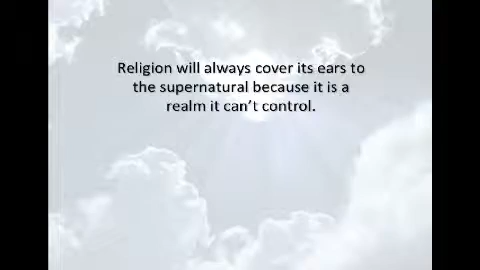 Religion will always cover its ears to
the supernatural because it is a
realm it can’t control.